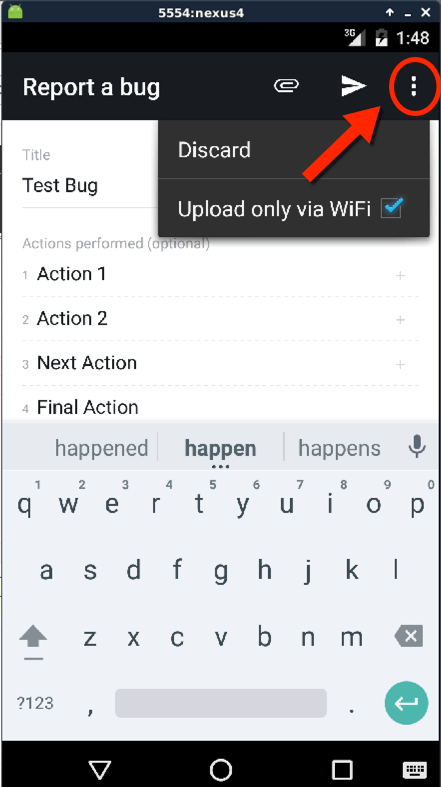 5554:nexus4
3G 1:48
Report a bug
Discard
Upload only via WiFi
Title
Test Bug
Actions performed (optional)
1 Action 1 +
2 Action 2 +
3 Next Action +
4 Final Action
happened happen happens
1 2 3 4 5 6 7 8 9 0
q w e r t y u i o p
a s d f g h j k l
z x c v b n m
?123 , .